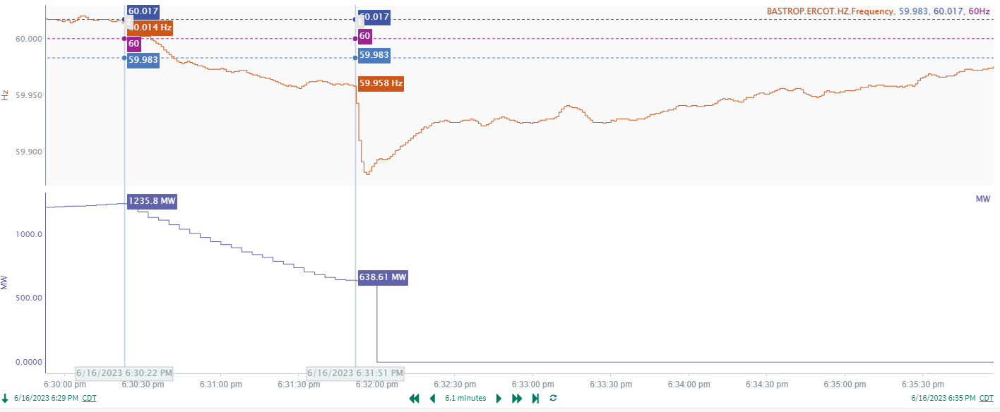 60.017
60.017
BASTROP.ERCOT.HZ.Frequency, 59.983, 60.017, 60Hz
60.014 Hz
60.000
60
60
59.983
59.983
59.958 Hz
Hz
59.950
59.900
1235.8 MW
MW
1000.0
638.61 MW
MW
500.00
0.0000
6/16/2023 6:30:22 PM
6/16/2023 6:31:51 PM
6:30:00 pm
6:30:30 pm
6:31:00 pm
6:31:30 pm
6:32:00 pm
6:32:30 pm
6:33:00 pm
6:33:30 pm
6:34:00 pm
6:34:30 pm
6:35:00 pm
6:35:30 pm
6/16/2023 6:29 PM CDT
6.1 minutes
6/16/2023 6:35 PM CDT